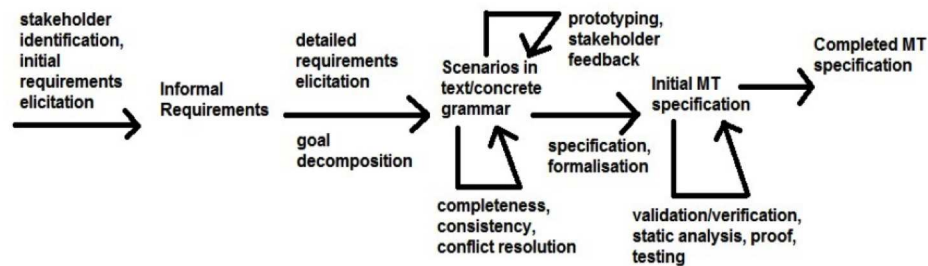 stakeholder
identification,
initial
requirements
elicitation
Informal
Requirements
detailed
requirements
elicitation
goal
decomposition
Scenarios in
text/concrete
grammar
prototyping,
stakeholder
feedback
completeness,
consistency,
conflict resolution
specification,
formalisation
Initial MT
specification
validation/verification,
static analysis, proof,
testing
Completed MT
specification